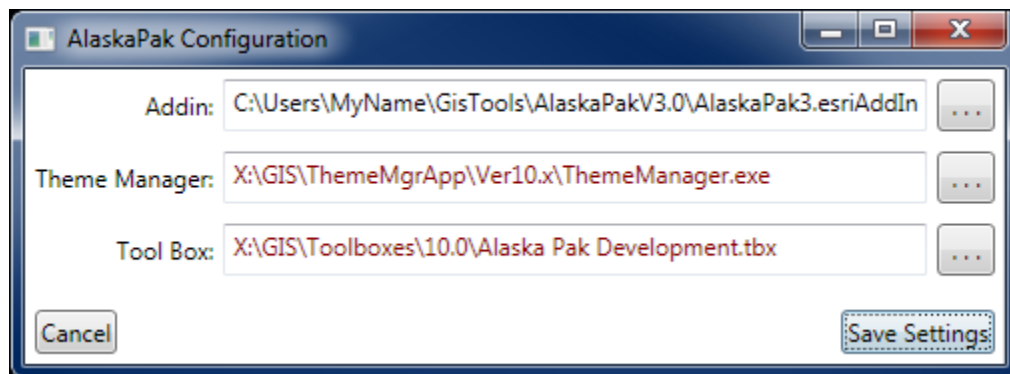 AlaskaPak Configuration
Addin: C:\Users\MyName\GisTools\AlaskaPakV3.0\AlaskaPak3.esriAddIn ...
Theme Manager: X:\GIS\ThemeMgrApp\Ver10.x\ThemeManager.exe ...
Tool Box: X:\GIS\Toolboxes\10.0\Alaska Pak Development.tbx ...
Cancel Save Settings